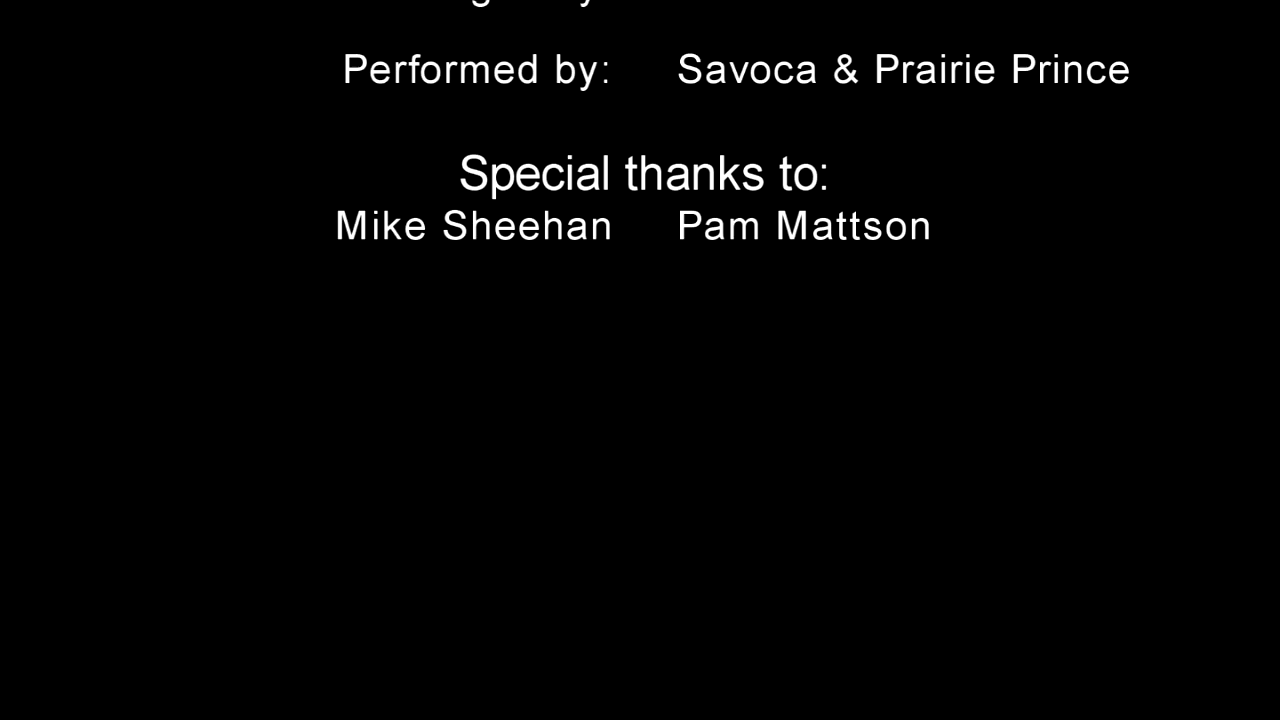 Performed by: Savoca & Prairie Prince
Special thanks to:
Mike Sheehan Pam Mattson